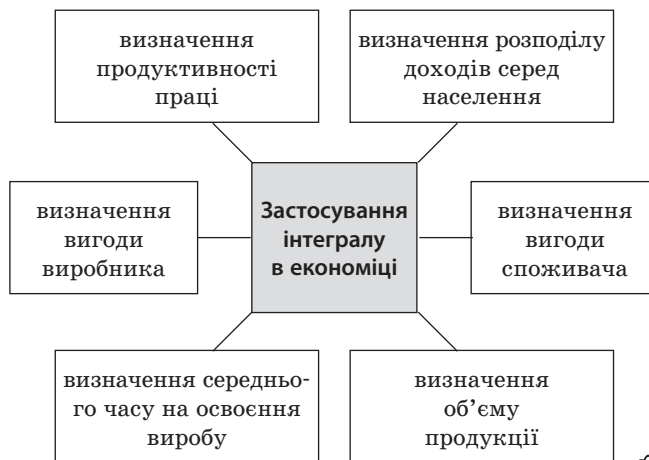 визначення
продуктивності
праці
визначення розподілу
доходів серед
населення
визначення
вигоди
виробника
Застосування
інтегралу
в економіці
визначення
вигоди
споживача
визначення середньо-
го часу на освоєння
виробу
визначення
об’єму
продукції